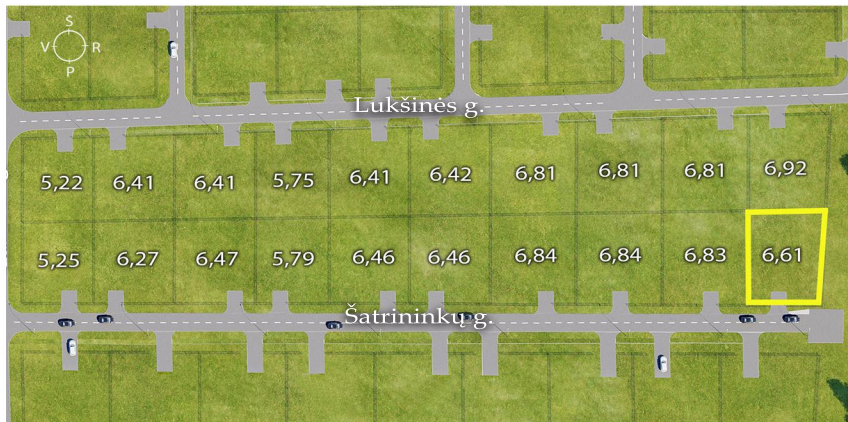 Š
V R
P
Lukšinės g.
5,22 6,41 6,41 5,75 6,41 6,42 6,81 6,81 6,81 6,92
5,25 6,27 6,47 5,79 6,46 6,46 6,84 6,84 6,83 6,61
Šatrininkų g.